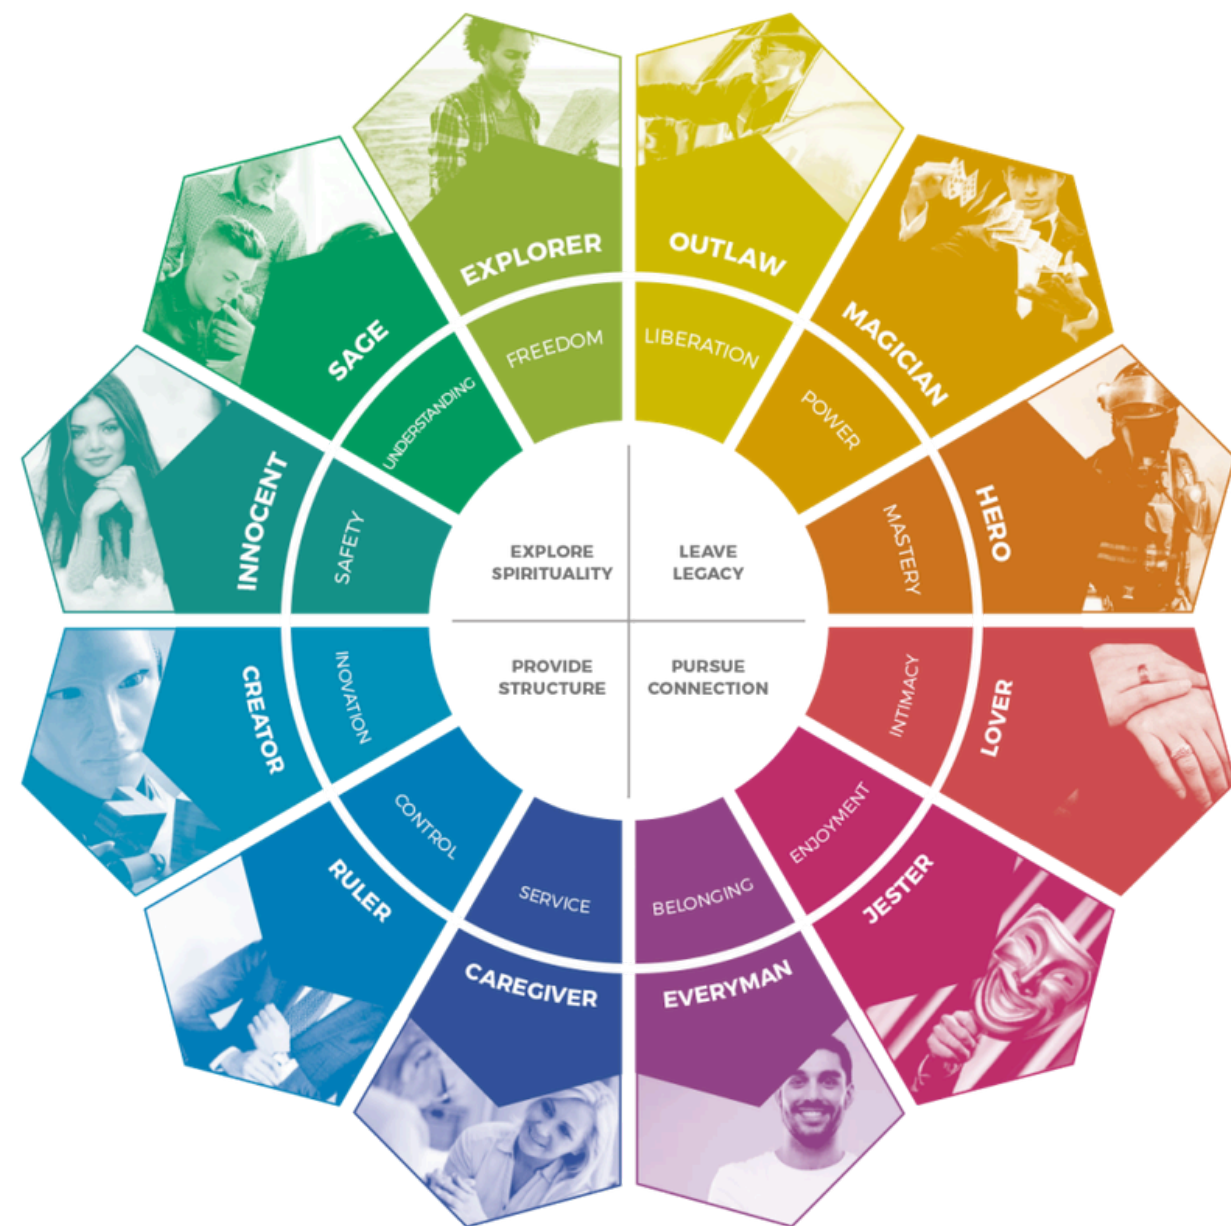 EXPLORER
OUTLAW
MAGICIAN
HERO
LOVER
JESTER
EVERYMAN
CAREGIVER
RULER
CREATOR
INNOCENT
SAGE
FREEDOM
LIBERATION
POWER
MASTERY
INTIMACY
ENJOYMENT
BELONGING
SERVICE
CONTROL
INOVATION
SAFETY
UNDERSTANDING
EXPLORE
SPIRITUALITY
LEAVE
LEGACY
PROVIDE
STRUCTURE
PURSUE
CONNECTION